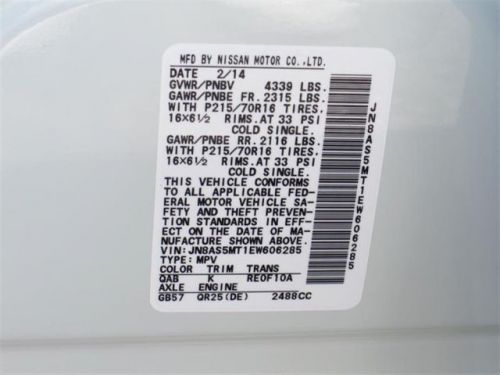 MFD BY NISSAN MOTOR CO.,LTD.
DATE 2/14
GVWR/PNBV 4339 LBS.
GAWR/PNBE FR. 2315 LBS.
WITH P215/70R16 TIRES.
16X6½ RIMS. AT 33 PSI
COLD SINGLE.
GAWR/PNBE RR. 2116 LBS.
WITH P215/70R16 TIRES.
16X6½ RIMS. AT 33 PSI
COLD SINGLE.
THIS VEHICLE CONFORMS
TO ALL APPLICABLE FED-
ERAL MOTOR VEHICLE SA-
FETY AND THEFT PREVEN-
TION STANDARDS IN EFF-
ECT ON THE DATE OF MA-
NUFACTURE SHOWN ABOVE
VIN: JN8AS5MT1EW606285
TYPE: MPV
COLOR TRIM TRANS
QAB K RE0F10A
AXLE ENGINE
GB57 QR25(DE) 2488CC
JN8AS5MT1EW606285